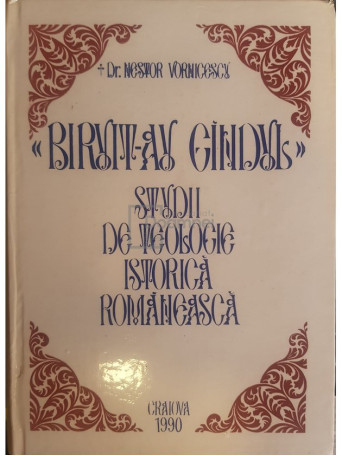 † Dr. NESTOR VORNICESCU
«BIRUIT-AU GÎNDUL»
STUDII
DE TEOLOGIE
ISTORICĂ
ROMÂNEASCĂ
CRAIOVA
1990